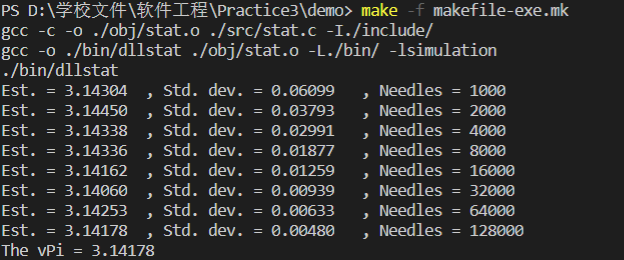 PS D:\学校文件\软件工程\Practice3\demo> make -f makefile-exe.mk
gcc -c -o ./obj/stat.o ./src/stat.c -I./include/
gcc -o ./bin/dllstat ./obj/stat.o -L./bin/ -lsimulation
./bin/dllstat
Est. = 3.14304  , Std. dev. = 0.06099   , Needles = 1000
Est. = 3.14450  , Std. dev. = 0.03793   , Needles = 2000
Est. = 3.14338  , Std. dev. = 0.02991   , Needles = 4000
Est. = 3.14336  , Std. dev. = 0.01877   , Needles = 8000
Est. = 3.14162  , Std. dev. = 0.01259   , Needles = 16000
Est. = 3.14060  , Std. dev. = 0.00939   , Needles = 32000
Est. = 3.14253  , Std. dev. = 0.00633   , Needles = 64000
Est. = 3.14178  , Std. dev. = 0.00480   , Needles = 128000
The vPi = 3.14178